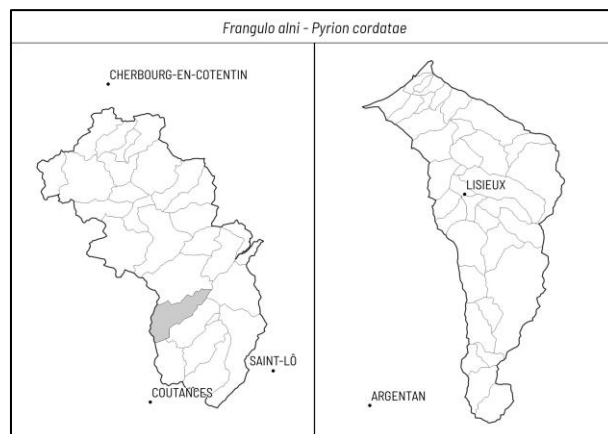 Frangulo alni - Pyrion cordatae
CHERBOURG-EN-COTENTIN
SAINT-LÔ
COUTANCES
LISIEUX
ARGENTAN